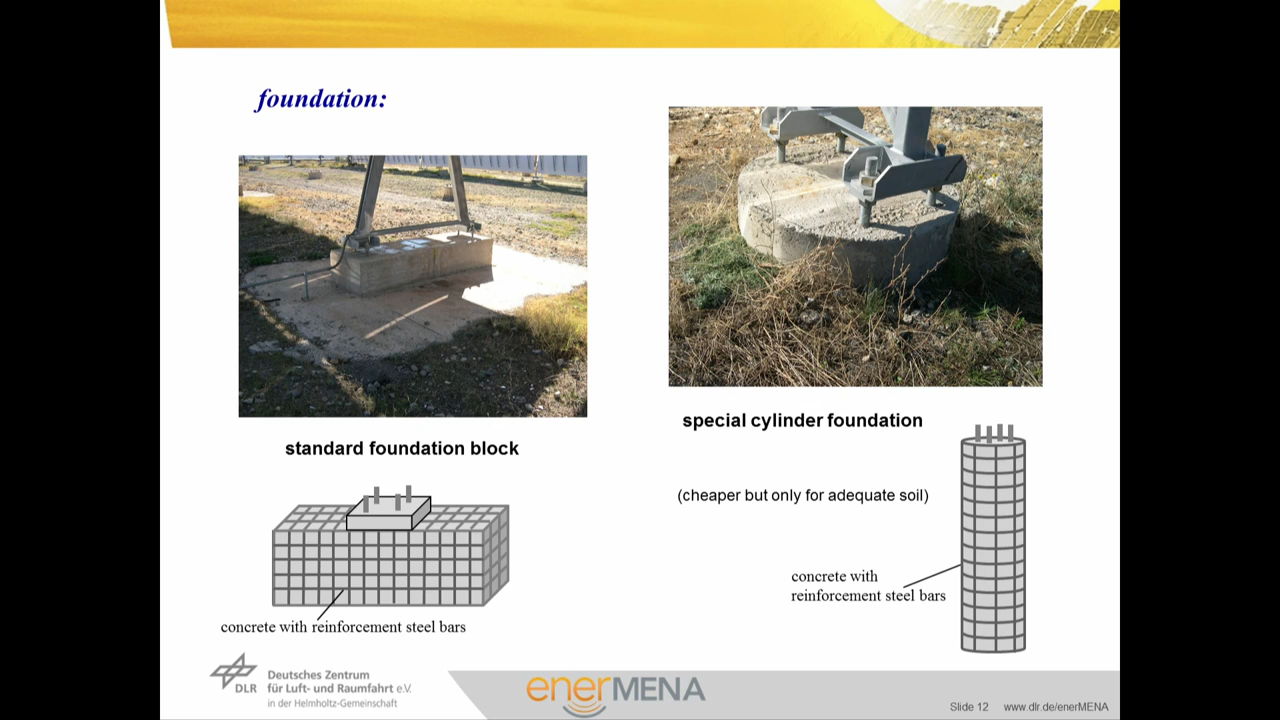 foundation:
standard foundation block
concrete with reinforcement steel bars
special cylinder foundation
(cheaper but only for adequate soil)
concrete with
reinforcement steel bars
DLR
Deutsches Zentrum
für Luft- und Raumfahrt e.V.
in der Helmholtz-Gemeinschaft
enerMENA
Slide 12 www.dlr.de/enerMENA